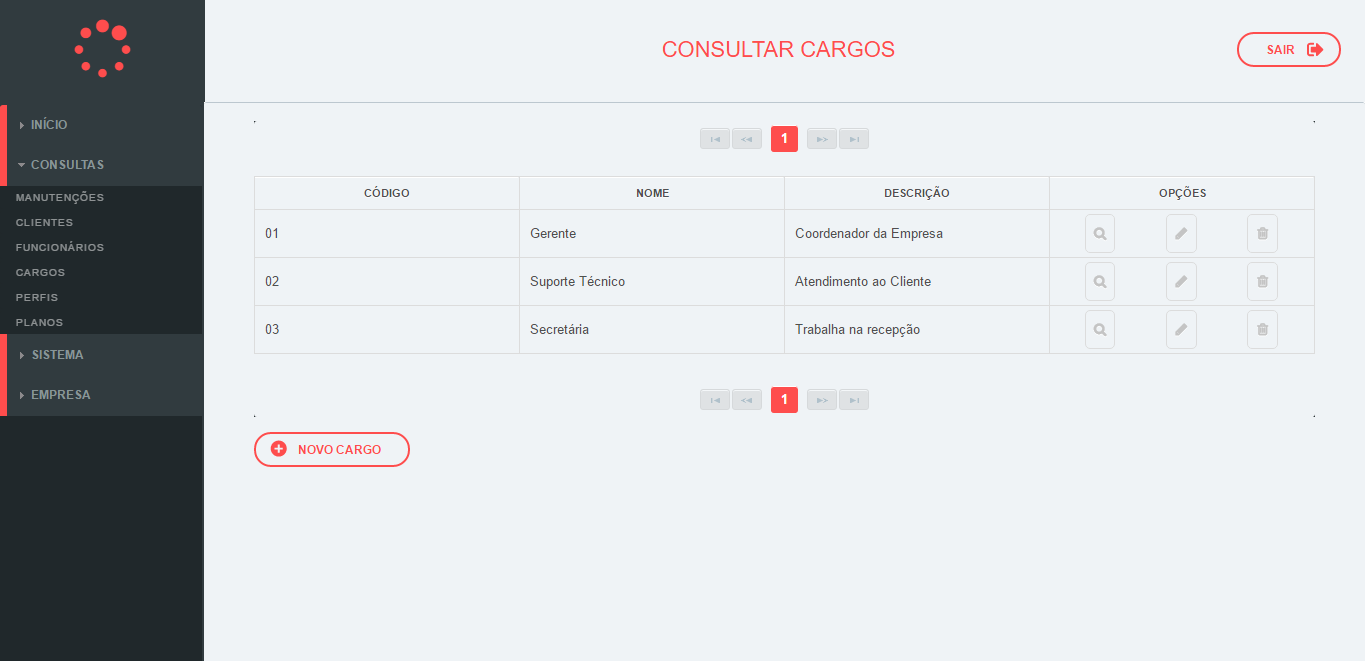 CONSULTAR CARGOS
SAIR
INÍCIO
CONSULTAS
MANUTENÇÕES
CLIENTES
FUNCIONÁRIOS
CARGOS
PERFIS
PLANOS
SISTEMA
EMPRESA
1
CÓDIGO NOME DESCRIÇÃO OPÇÕES
01 Gerente Coordenador da Empresa
02 Suporte Técnico Atendimento ao Cliente
03 Secretária Trabalha na recepção
1
NOVO CARGO